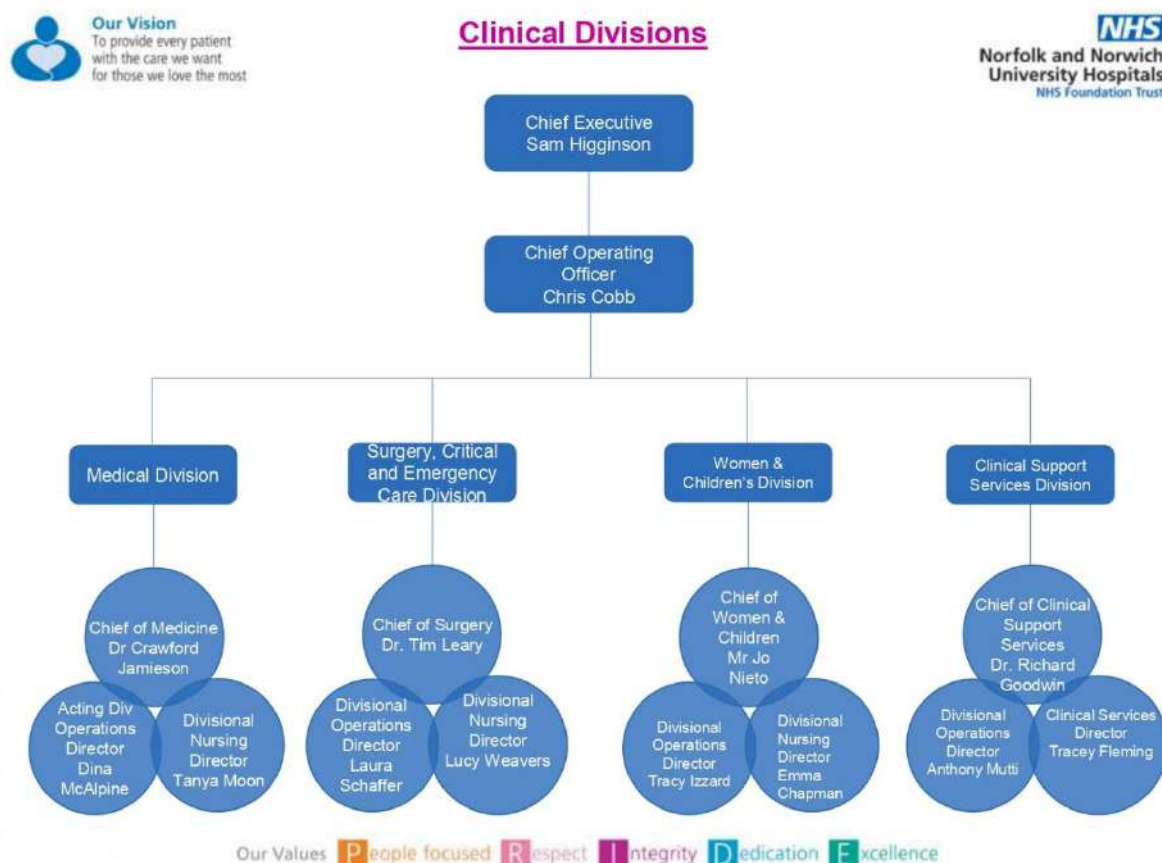 Our Vision
To provide every patient
with the care we want
for those we love the most
Clinical Divisions
NHS
Norfolk and Norwich
University Hospitals
NHS Foundation Trust
Chief Executive
Sam Higginson
Chief Operating
Officer
Chris Cobb
Medical Division
Surgery, Critical
and Emergency
Care Division
Women &
Children's Division
Clinical Support
Services Division
Chief of Medicine
Dr Crawford
Jamieson
Acting Div
Operations
Director
Dina
McAlpine
Divisional
Nursing
Director
Tanya Moon
Chief of Surgery
Dr. Tim Leary
Divisional
Operations
Director
Laura
Schaffer
Divisional
Nursing
Director
Lucy Weavers
Chief of
Women &
Children
Mr Jo
Nieto
Divisional
Operations
Director
Tracy Izzard
Divisional
Nursing
Director
Emma
Chapman
Chief of Clinical
Support
Services
Dr. Richard
Goodwin
Divisional
Operations
Director
Anthony Mutti
Clinical Services
Director
Tracey Fleming
Our Values People focused Respect Integrity Dedication Excellence